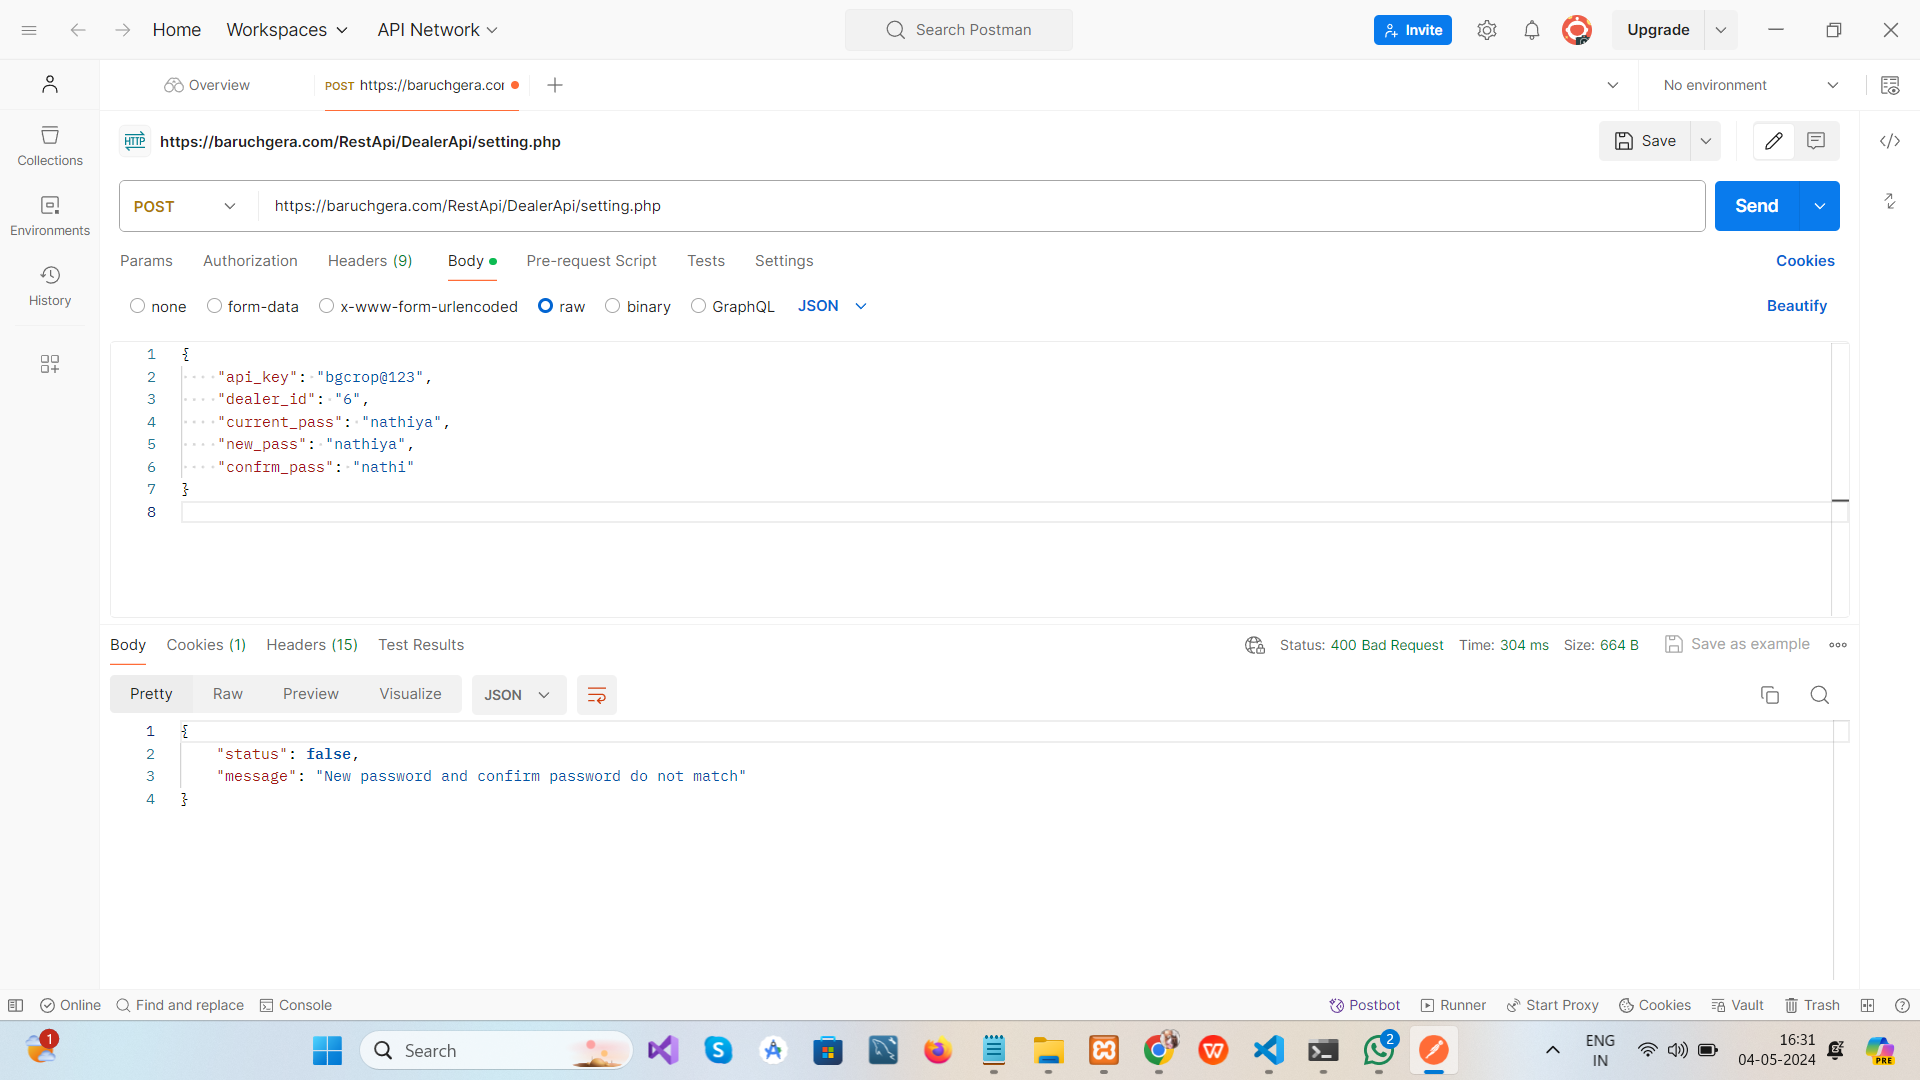 Home Workspaces API Network Search Postman Invite Upgrade
Overview POST https://baruchgera.cor No environment
HTTP https://baruchgera.com/RestApi/DealerApi/setting.php Save
Collections
POST https://baruchgera.com/RestApi/DealerApi/setting.php Send
Environments
Params Authorization Headers (9) Body Pre-request Script Tests Settings Cookies
History
none form-data x-www-form-urlencoded raw binary GraphQL JSON Beautify
1 {
2 "api_key": "bgcrop@123",
3 "dealer_id": "6",
4 "current_pass": "nathiya",
5 "new_pass": "nathiya",
6 "confrm_pass": "nathi"
7 }
8
Body Cookies (1) Headers (15) Test Results Status: 400 Bad Request Time: 304 ms Size: 664 B Save as example
Pretty Raw Preview Visualize JSON
1 {
2 "status": false,
3 "message": "New password and confirm password do not match"
4 }
Online Find and replace Console Postbot Runner Start Proxy Cookies Vault Trash
1 Search 2 ENG 16:31
IN 04-05-2024 PRE